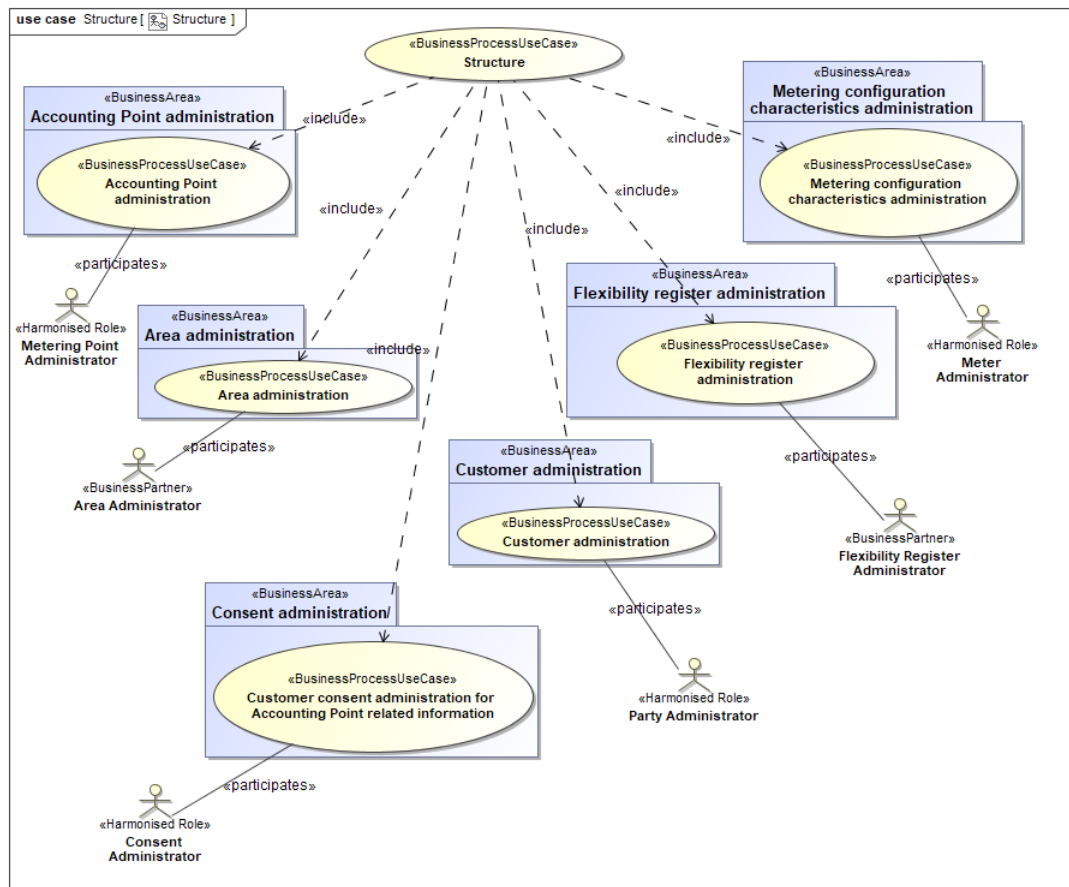 use case Structure [ Structure ]
«BusinessProcessUseCase»
Structure
«BusinessArea»
Accounting Point administration
«BusinessProcessUseCase»
Accounting Point
administration
«include»
«participates»
«Harmonised Role»
Metering Point
Administrator
«BusinessArea»
Metering configuration
characteristics administration
«BusinessProcessUseCase»
Metering configuration
characteristics administration
«include»
«participates»
«Harmonised Role»
Meter
Administrator
«BusinessArea»
Area administration
«BusinessProcessUseCase»
Area administration
«include»
«participates»
«BusinessPartner»
Area Administrator
«BusinessArea»
Flexibility register administration
«BusinessProcessUseCase»
Flexibility register
administration
«include»
«participates»
«BusinessPartner»
Flexibility Register
Administrator
«BusinessArea»
Customer administration
«BusinessProcessUseCase»
Customer administration
«include»
«participates»
«Harmonised Role»
Party Administrator
«BusinessArea»
Consent administration
«BusinessProcessUseCase»
Customer consent administration for
Accounting Point related information
«include»
«participates»
«Harmonised Role»
Consent
Administrator